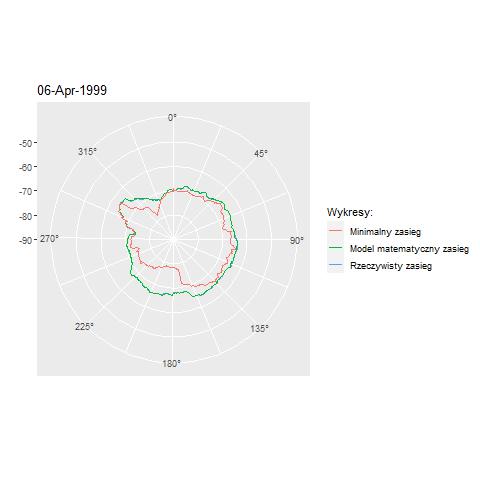 06-Apr-1999
0°
-50
315°
45°
-60
-70
-80
-90
270°
90°
225°
135°
180°
Wykresy:
Minimalny zasieg
Model matematyczny zasieg
Rzeczywisty zasieg